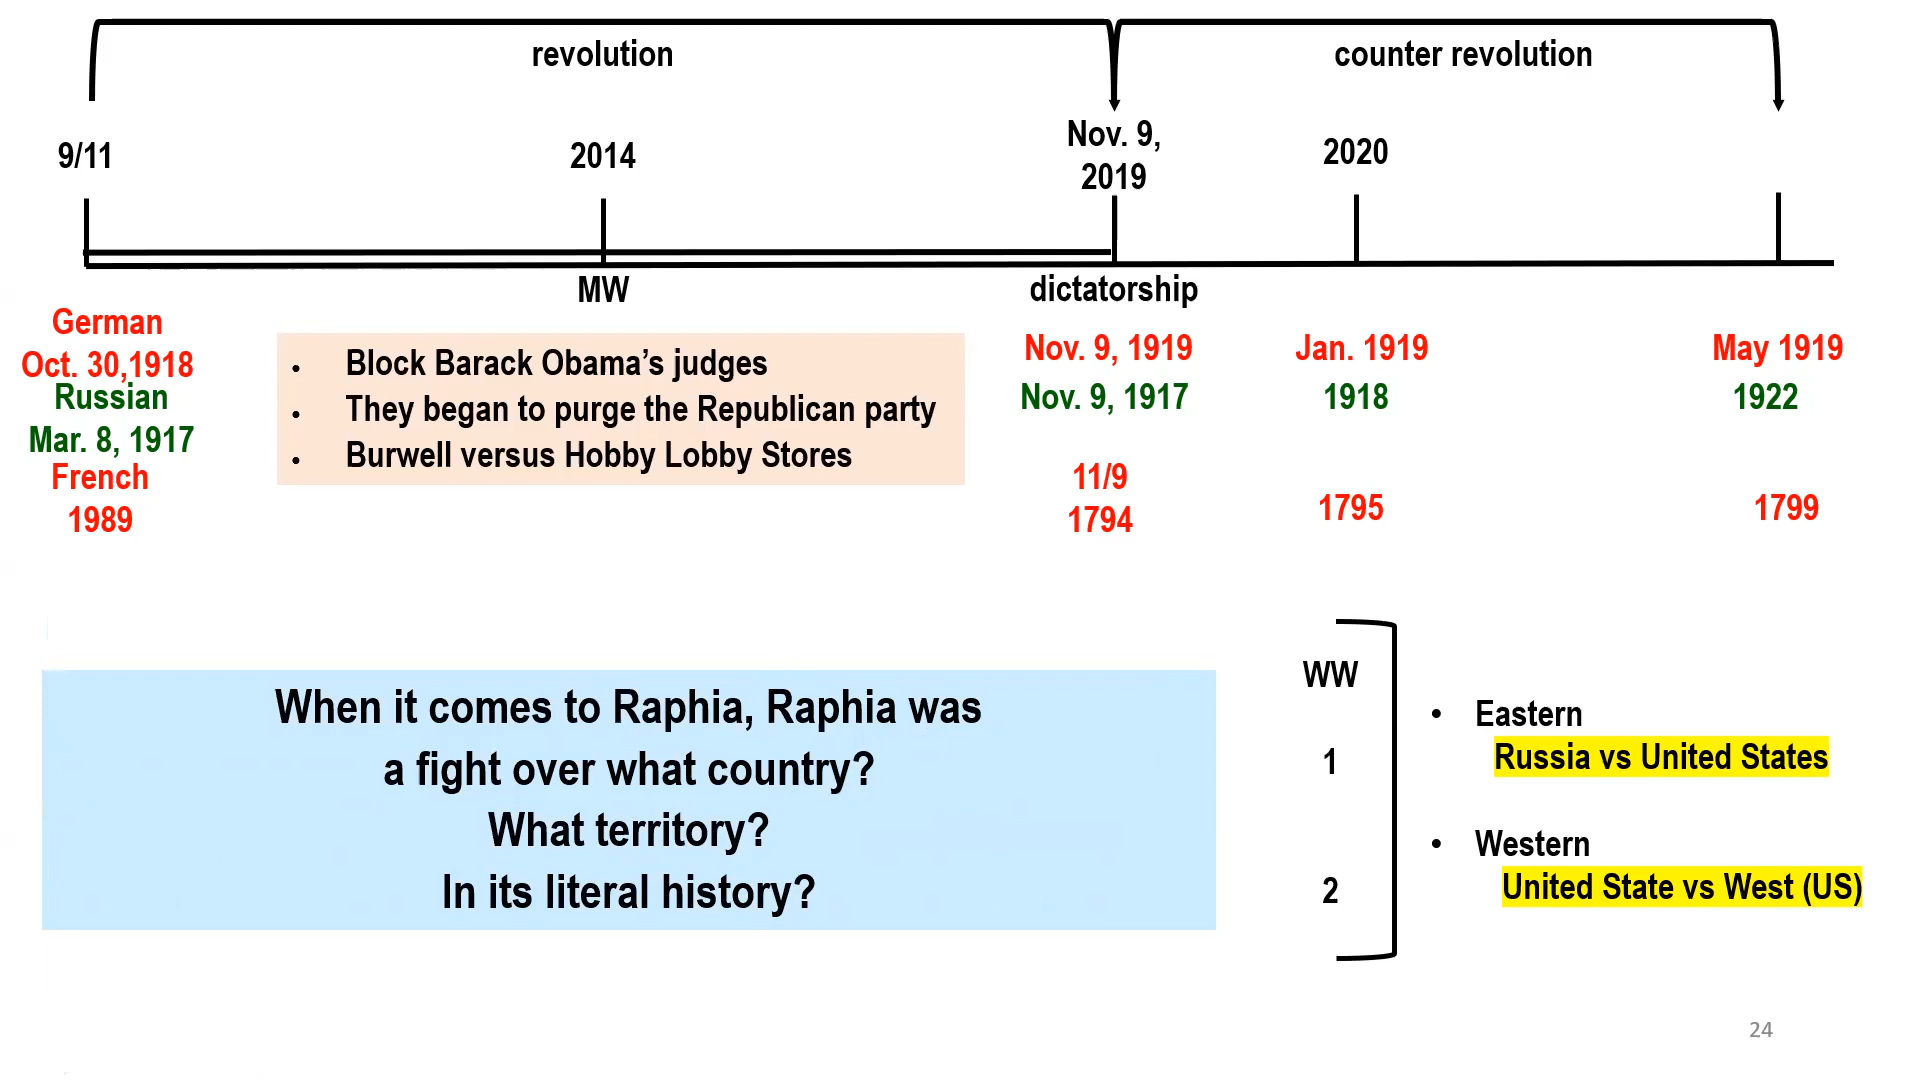 revolution
counter revolution
9/11
2014
Nov. 9,
2019
2020
MW
dictatorship
German
Oct. 30,1918
Russian
Mar. 8, 1917
French
1989
• Block Barack Obama’s judges
• They began to purge the Republican party
• Burwell versus Hobby Lobby Stores
Nov. 9, 1919
Jan. 1919
May 1919
Nov. 9, 1917
1918
1922
11/9
1794
1795
1799
When it comes to Raphia, Raphia was
a fight over what country?
What territory?
In its literal history?
WW
1
2
• Eastern
Russia vs United States
• Western
United State vs West (US)
24